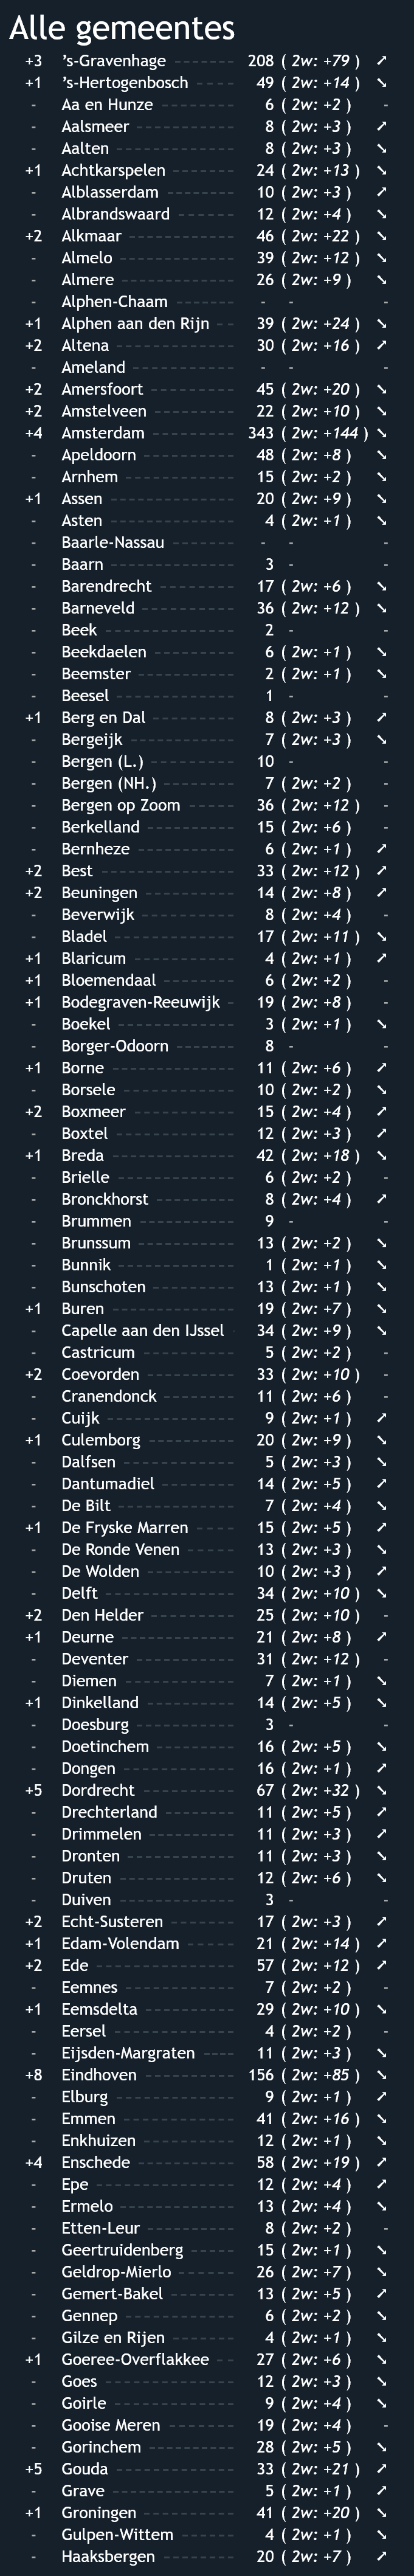 Alle gemeentes
+3 's-Gravenhage 208 ( 2w: +79 ) ➚
+1 's-Hertogenbosch 49 ( 2w: +14 ) ➘
- Aa en Hunze 6 ( 2w: +2 ) -
- Aalsmeer 8 ( 2w: +3 ) ➚
- Aalten 8 ( 2w: +3 ) ➘
+1 Achtkarspelen 24 ( 2w: +13 ) ➘
- Alblasserdam 10 ( 2w: +3 ) ➚
- Albrandswaard 12 ( 2w: +4 ) ➘
+2 Alkmaar 46 ( 2w: +22 ) ➘
- Almelo 39 ( 2w: +12 ) ➘
- Almere 26 ( 2w: +9 ) ➘
- Alphen-Chaam - - -
+1 Alphen aan den Rijn 39 ( 2w: +24 ) ➘
+2 Altena 30 ( 2w: +16 ) ➚
- Ameland - - -
+2 Amersfoort 45 ( 2w: +20 ) ➘
+2 Amstelveen 22 ( 2w: +10 ) ➘
+4 Amsterdam 343 ( 2w: +144 ) ➘
- Apeldoorn 48 ( 2w: +8 ) ➘
- Arnhem 15 ( 2w: +2 ) ➘
+1 Assen 20 ( 2w: +9 ) ➘
- Asten 4 ( 2w: +1 ) ➘
- Baarle-Nassau - - -
- Baarn 3 - -
- Barendrecht 17 ( 2w: +6 ) ➘
- Barneveld 36 ( 2w: +12 ) ➘
- Beek 2 - -
- Beekdaelen 6 ( 2w: +1 ) ➘
- Beemster 2 ( 2w: +1 ) ➘
- Beesel 1 - -
+1 Berg en Dal 8 ( 2w: +3 ) ➚
- Bergeijk 7 ( 2w: +3 ) ➘
- Bergen (L.) 10 - -
- Bergen (NH.) 7 ( 2w: +2 ) -
- Bergen op Zoom 36 ( 2w: +12 ) -
- Berkelland 15 ( 2w: +6 ) -
- Bernheze 6 ( 2w: +1 ) ➚
+2 Best 33 ( 2w: +12 ) ➚
+2 Beuningen 14 ( 2w: +8 ) ➚
- Beverwijk 8 ( 2w: +4 ) -
- Bladel 17 ( 2w: +11 ) ➘
+1 Blaricum 4 ( 2w: +1 ) ➚
+1 Bloemendaal 6 ( 2w: +2 ) -
+1 Bodegraven-Reeuwijk 19 ( 2w: +8 ) -
- Boekel 3 ( 2w: +1 ) ➘
- Borger-Odoorn 8 - -
+1 Borne 11 ( 2w: +6 ) ➚
- Borsele 10 ( 2w: +2 ) ➘
+2 Boxmeer 15 ( 2w: +4 ) ➚
- Boxtel 12 ( 2w: +3 ) ➚
+1 Breda 42 ( 2w: +18 ) ➘
- Brielle 6 ( 2w: +2 ) -
- Bronckhorst 8 ( 2w: +4 ) ➚
- Brummen 9 - -
- Brunssum 13 ( 2w: +2 ) ➘
- Bunnik 1 ( 2w: +1 ) ➘
- Bunschoten 13 ( 2w: +1 ) ➘
+1 Buren 19 ( 2w: +7 ) ➘
- Capelle aan den IJssel 34 ( 2w: +9 ) ➘
- Castricum 5 ( 2w: +2 ) -
+2 Coevorden 33 ( 2w: +10 ) -
- Cranendonck 11 ( 2w: +6 ) -
- Cuijk 9 ( 2w: +1 ) ➚
+1 Culemborg 20 ( 2w: +9 ) ➘
- Dalfsen 5 ( 2w: +3 ) ➘
- Dantumadiel 14 ( 2w: +5 ) ➚
- De Bilt 7 ( 2w: +4 ) ➘
+1 De Fryske Marren 15 ( 2w: +5 ) ➚
- De Ronde Venen 13 ( 2w: +3 ) ➘
- De Wolden 10 ( 2w: +3 ) ➚
- Delft 34 ( 2w: +10 ) ➘
+2 Den Helder 25 ( 2w: +10 ) -
+1 Deurne 21 ( 2w: +8 ) ➚
- Deventer 31 ( 2w: +12 ) -
- Diemen 7 ( 2w: +1 ) ➘
+1 Dinkelland 14 ( 2w: +5 ) ➘
- Doesburg 3 - -
- Doetinchem 16 ( 2w: +5 ) ➘
- Dongen 16 ( 2w: +1 ) ➚
+5 Dordrecht 67 ( 2w: +32 ) ➘
- Drechterland 11 ( 2w: +5 ) ➚
- Drimmelen 11 ( 2w: +3 ) ➚
- Dronten 11 ( 2w: +3 ) ➘
- Druten 12 ( 2w: +6 ) ➘
- Duiven 3 - -
+2 Echt-Susteren 17 ( 2w: +3 ) ➚
+1 Edam-Volendam 21 ( 2w: +14 ) ➚
+2 Ede 57 ( 2w: +12 ) ➚
- Eemnes 7 ( 2w: +2 ) -
+1 Eemsdelta 29 ( 2w: +10 ) ➘
- Eersel 4 ( 2w: +2 ) -
- Eijsden-Margraten 11 ( 2w: +3 ) ➘
+8 Eindhoven 156 ( 2w: +85 ) ➘
- Elburg 9 ( 2w: +1 ) ➚
- Emmen 41 ( 2w: +16 ) ➘
- Enkhuizen 12 ( 2w: +1 ) ➘
+4 Enschede 58 ( 2w: +19 ) ➚
- Epe 12 ( 2w: +4 ) ➚
- Ermelo 13 ( 2w: +4 ) ➘
- Etten-Leur 8 ( 2w: +2 ) -
- Geertruidenberg 15 ( 2w: +1 ) ➘
- Geldrop-Mierlo 26 ( 2w: +7 ) ➘
- Gemert-Bakel 13 ( 2w: +5 ) ➚
- Gennep 6 ( 2w: +2 ) ➘
- Gilze en Rijen 4 ( 2w: +1 ) ➘
+1 Goeree-Overflakkee 27 ( 2w: +6 ) ➘
- Goes 12 ( 2w: +3 ) ➘
- Goirle 9 ( 2w: +4 ) ➘
- Gooise Meren 19 ( 2w: +4 ) -
- Gorinchem 28 ( 2w: +5 ) ➘
+5 Gouda 33 ( 2w: +21 ) ➚
- Grave 5 ( 2w: +1 ) ➚
+1 Groningen 41 ( 2w: +20 ) ➘
- Gulpen-Wittem 4 ( 2w: +1 ) ➘
- Haaksbergen 20 ( 2w: +7 ) ➚